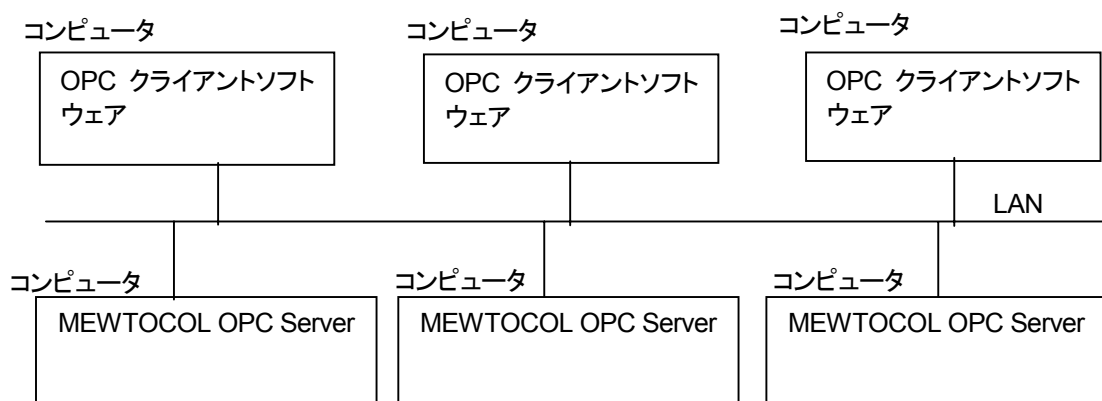 コンピュータ
コンピュータ
コンピュータ
OPC クライアントソフト
ウェア
OPC クライアントソフト
ウェア
OPC クライアントソフト
ウェア
LAN
コンピュータ
コンピュータ
コンピュータ
MEWTOCOL OPC Server
MEWTOCOL OPC Server
MEWTOCOL OPC Server